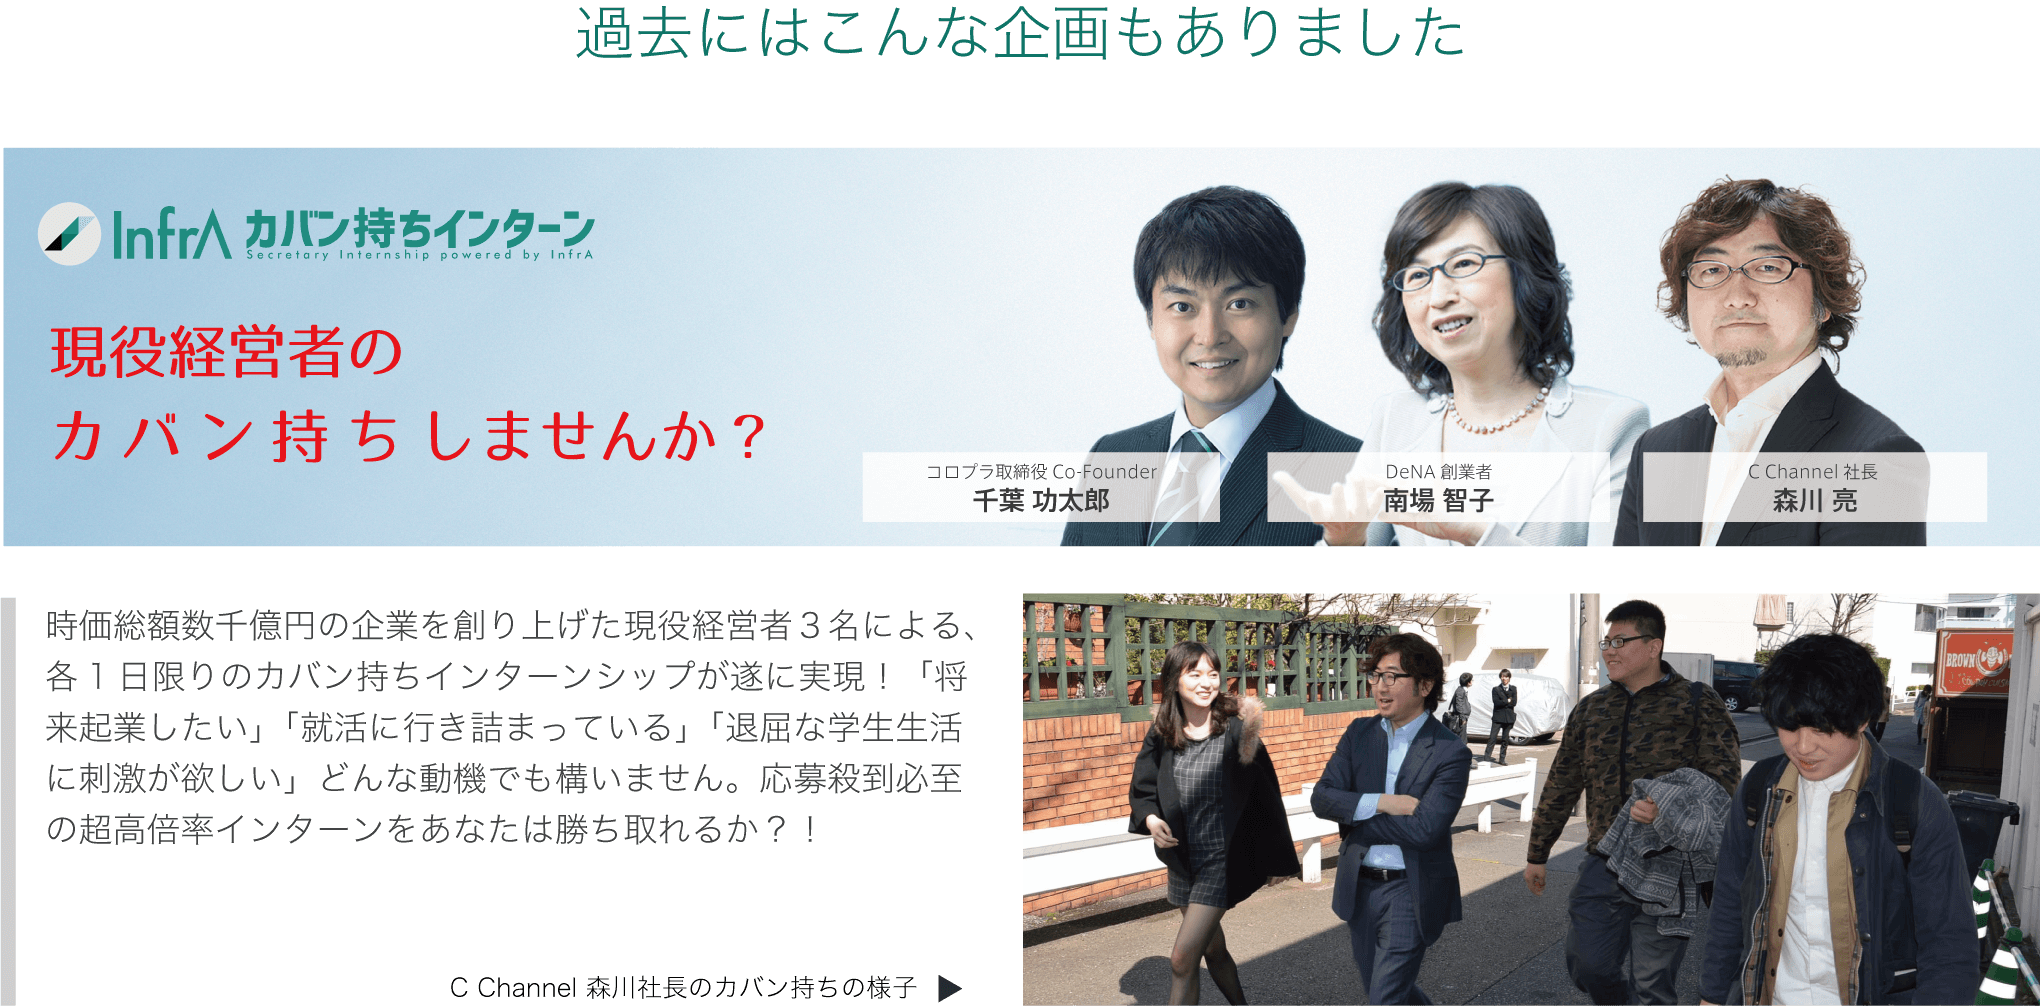 過去にはこんな企画もありました
InfrA カバン持ちインターン
Secretary Internship powered by InfrA
現役経営者の
カバン持ちしませんか？
コロプラ取締役 Co-Founder
千葉 功太郎
DeNA 創業者
南場 智子
C Channel 社長
森川 亮
時価総額数千億円の企業を創り上げた現役経営者３名による、
各１日限りのカバン持ちインターンシップが遂に実現！「将
来起業したい」「就活に行き詰まっている」「退屈な学生生活
に刺激が欲しい」どんな動機でも構いません。応募殺到必至
の超高倍率インターンをあなたは勝ち取れるか？！
C Channel 森川社長のカバン持ちの様子 ▶
BROWN